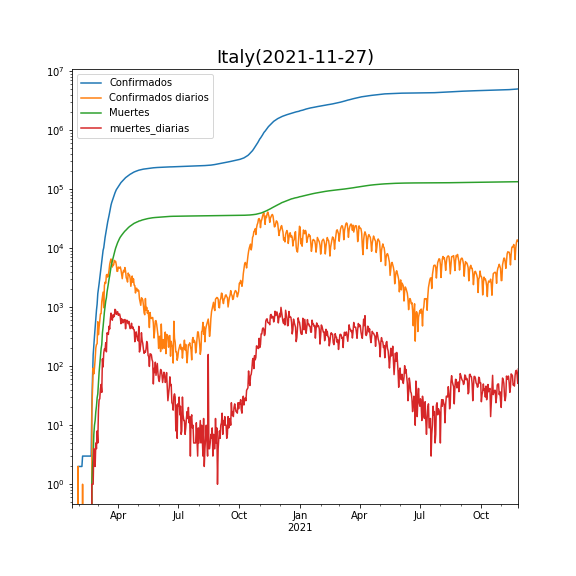 Italy(2021-11-27)
Confirmados
Confirmados diarios
Muertes
muertes_diarias
10⁷
10⁶
10⁵
10⁴
10³
10²
10¹
10⁰
Apr Jul Oct Jan Apr Jul Oct
2021